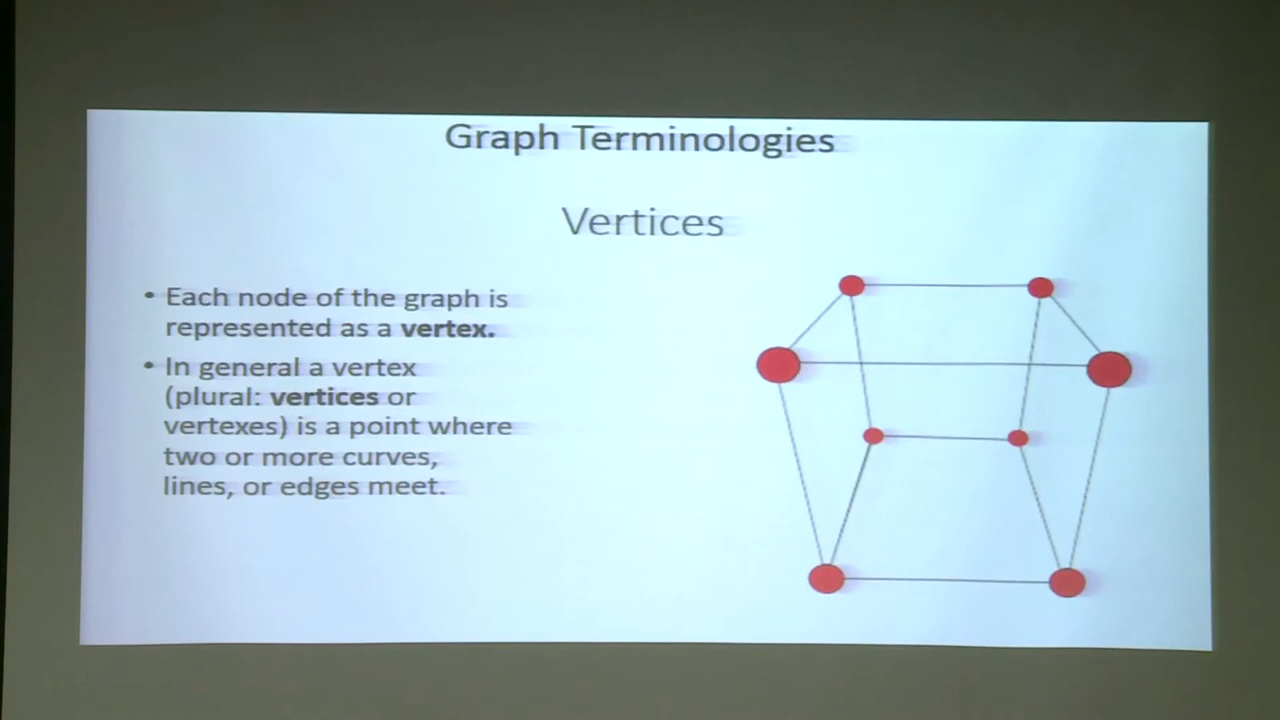 Graph Terminologies
Vertices
• Each node of the graph is
represented as a vertex.
• In general a vertex
(plural: vertices or
vertexes) is a point where
two or more curves,
lines, or edges meet.